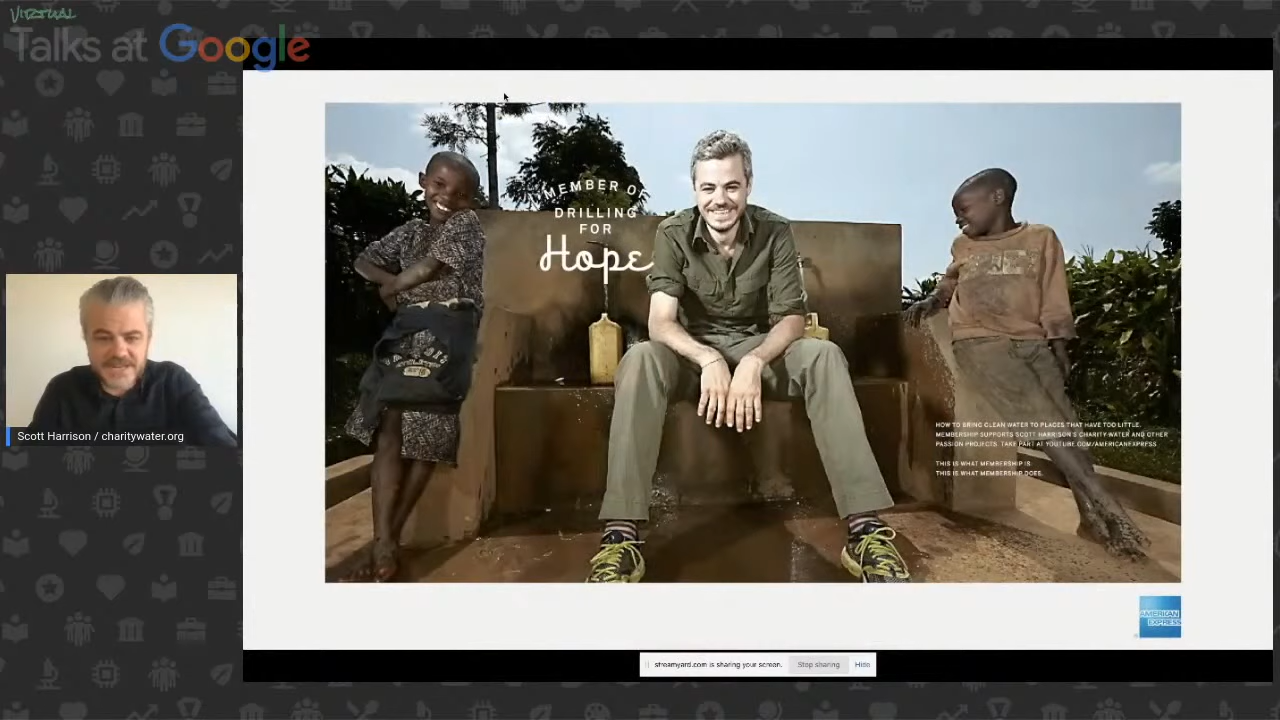 VIRTUAL
Talks at Google
MEMBER OF
DRILLING
FOR
Hope
HOW TO BRING CLEAN WATER TO PLACES THAT HAVE TOO LITTLE.
MEMBERSHIP SUPPORTS SCOTT HARRISON'S CHARITY:WATER AND OTHER
PASSION PROJECTS. TAKE PART AT YOUTUBE.COM/AMERICANEXPRESS
THIS IS WHAT MEMBERSHIP IS.
THIS IS WHAT MEMBERSHIP DOES.
Scott Harrison / charitywater.org
AMERICAN
EXPRESS
streamyard.com is sharing your screen.
Stop sharing
Hide